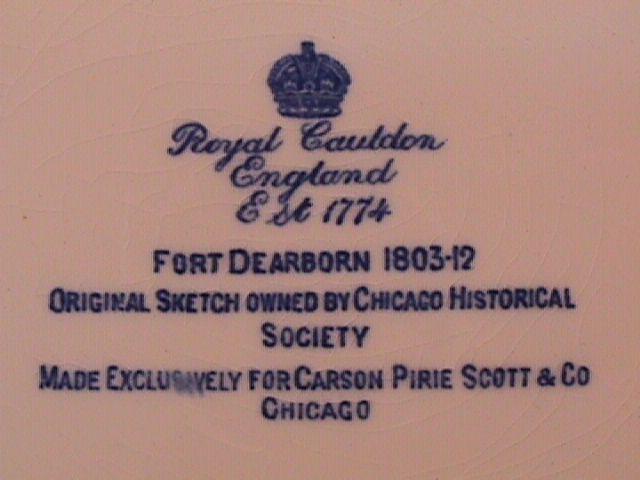 Royal Cauldon
England
Est 1774
FORT DEARBORN 1803-12
ORIGINAL SKETCH OWNED BY CHICAGO HISTORICAL
SOCIETY
MADE EXCLUSIVELY FOR CARSON PIRIE SCOTT & CO
CHICAGO